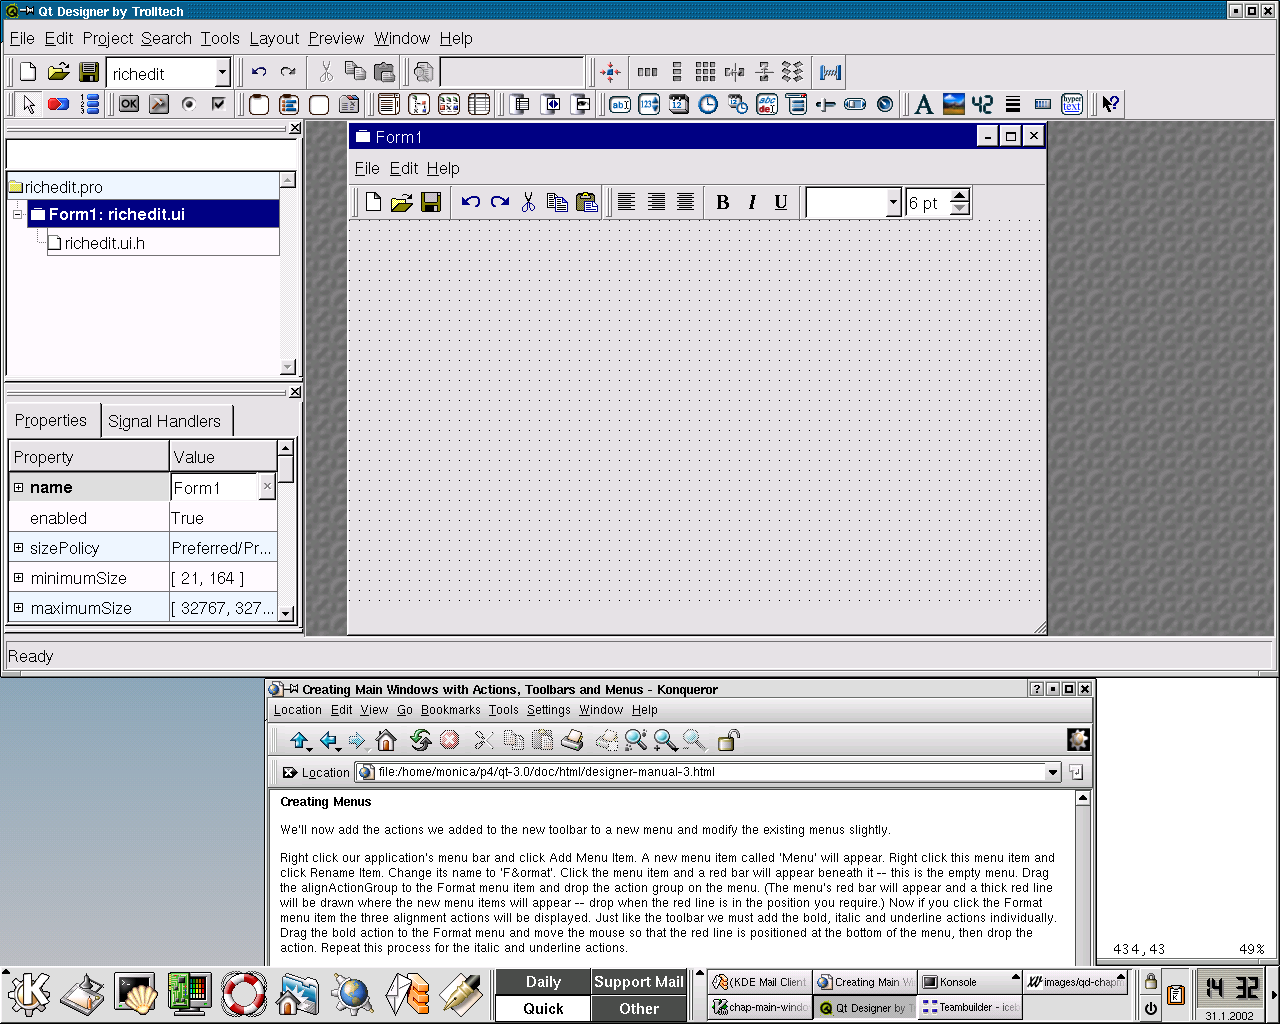 Qt Designer by Trolltech
File Edit Project Search Tools Layout Preview Window Help
richedit
OK
Form1
File Edit Help
B I U 6 pt
richedit.pro
Form1: richedit.ui
richedit.ui.h
Properties Signal Handlers
Property Value
name Form1
enabled True
sizePolicy Preferred/Pr...
minimumSize [ 21, 164 ]
maximumSize [ 32767, 327...
Ready
Creating Main Windows with Actions, Toolbars and Menus - Konqueror
Location Edit View Go Bookmarks Tools Settings Window Help
Location file:/home/monica/p4/qt-3.0/doc/html/designer-manual-3.html
Creating Menus
We'll now add the actions we added to the new toolbar to a new menu and modify the existing menus slightly.
Right click our application's menu bar and click Add Menu Item. A new menu item called 'Menu' will appear. Right click this menu item and
click Rename Item. Change its name to 'F&ormat'. Click the menu item and a red bar will appear beneath it -- this is the empty menu. Drag
the alignActionGroup to the Format menu item and drop the action group on the menu. (The menu's red bar will appear and a thick red line
will be drawn where the new menu items will appear -- drop when the red line is in the position you require.) Now if you click the Format
menu item the three alignment actions will be displayed. Just like the toolbar we must add the bold, italic and underline actions individually.
Drag the bold action to the Format menu and move the mouse so that the red line is positioned at the bottom of the menu, then drop the
action. Repeat this process for the italic and underline actions.
434,43 49%
Daily Support Mail
Quick Other
(KDE Mail Client Creating Main W Konsole images/qd-chapm
chap-main-windo Qt Designer by T Teambuilder - iceb
14 32
31.1.2002